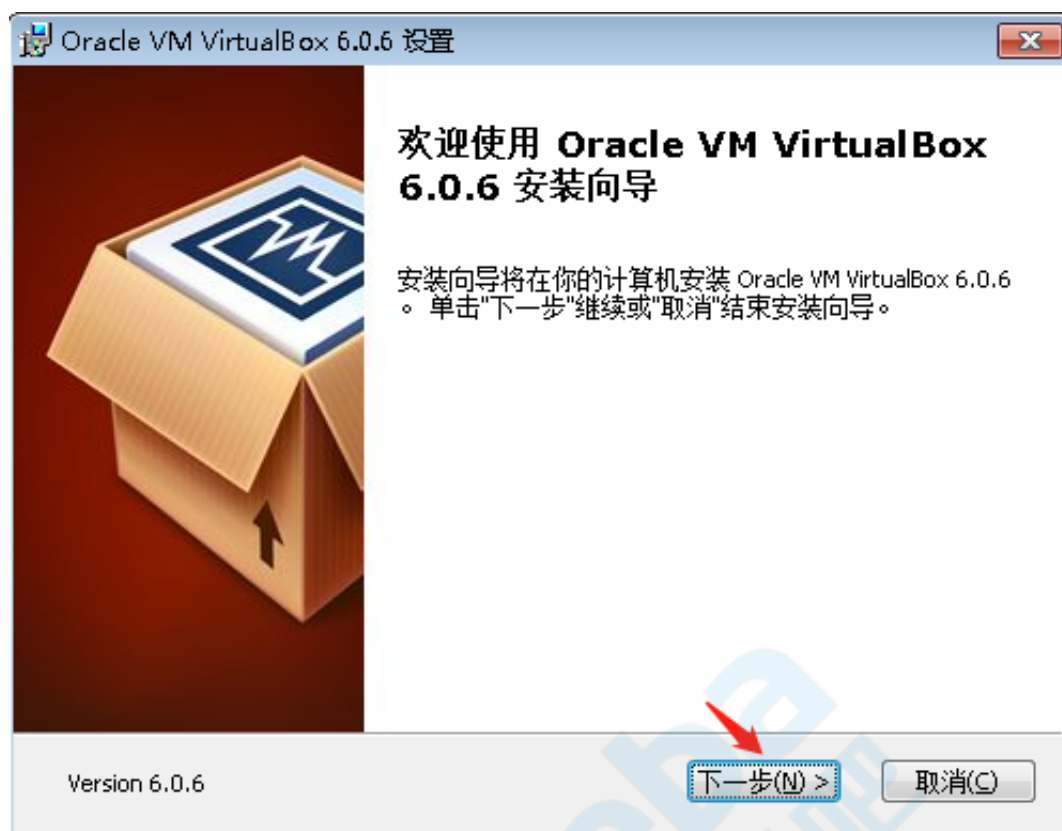 Oracle VM VirtualBox 6.0.6 设置
欢迎使用 Oracle VM VirtualBox
6.0.6 安装向导
安装向导将在你的计算机安装 Oracle VM VirtualBox 6.0.6
。 单击"下一步"继续或"取消"结束安装向导。
Version 6.0.6
下一步(N) >
取消(C)